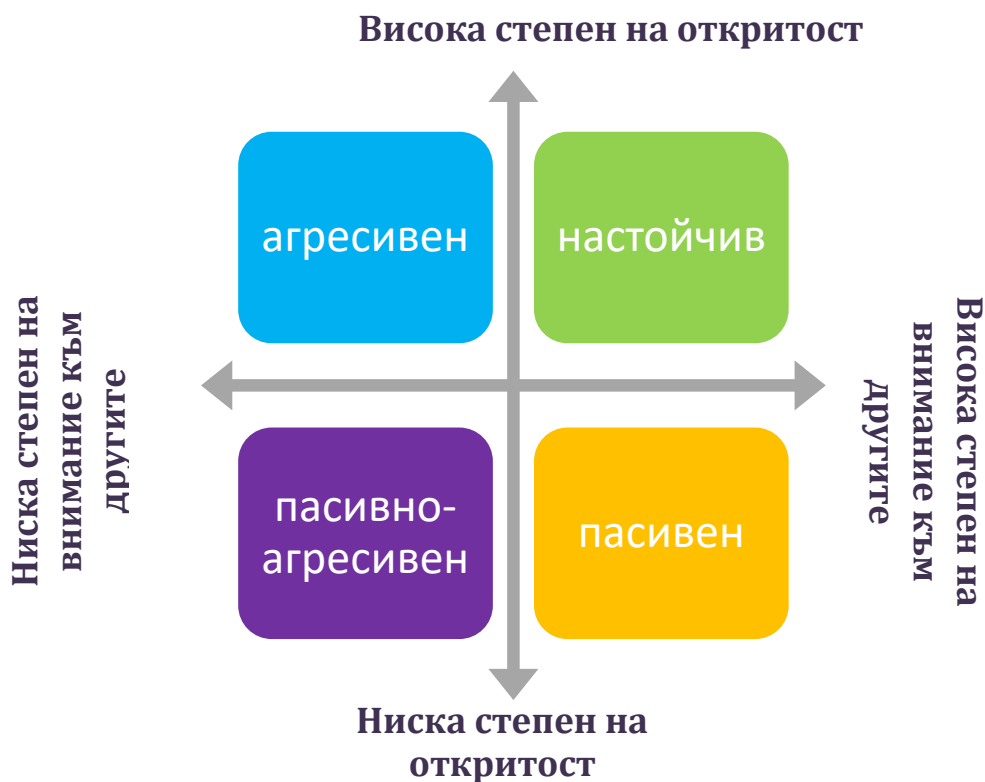 Висока степен на откритост
агресивен
настойчив
Ниска степен на
внимание към
другите
Висока степен на
внимание към
другите
пасивно-
агресивен
пасивен
Ниска степен на
откритост